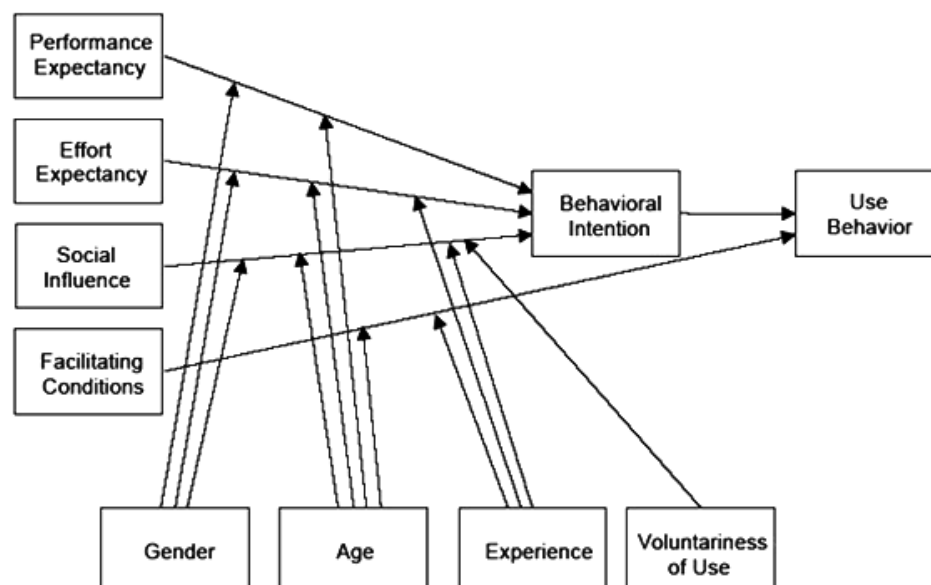 Performance
Expectancy
Effort
Expectancy
Social
Influence
Facilitating
Conditions
Behavioral
Intention
Use
Behavior
Gender
Age
Experience
Voluntariness
of Use